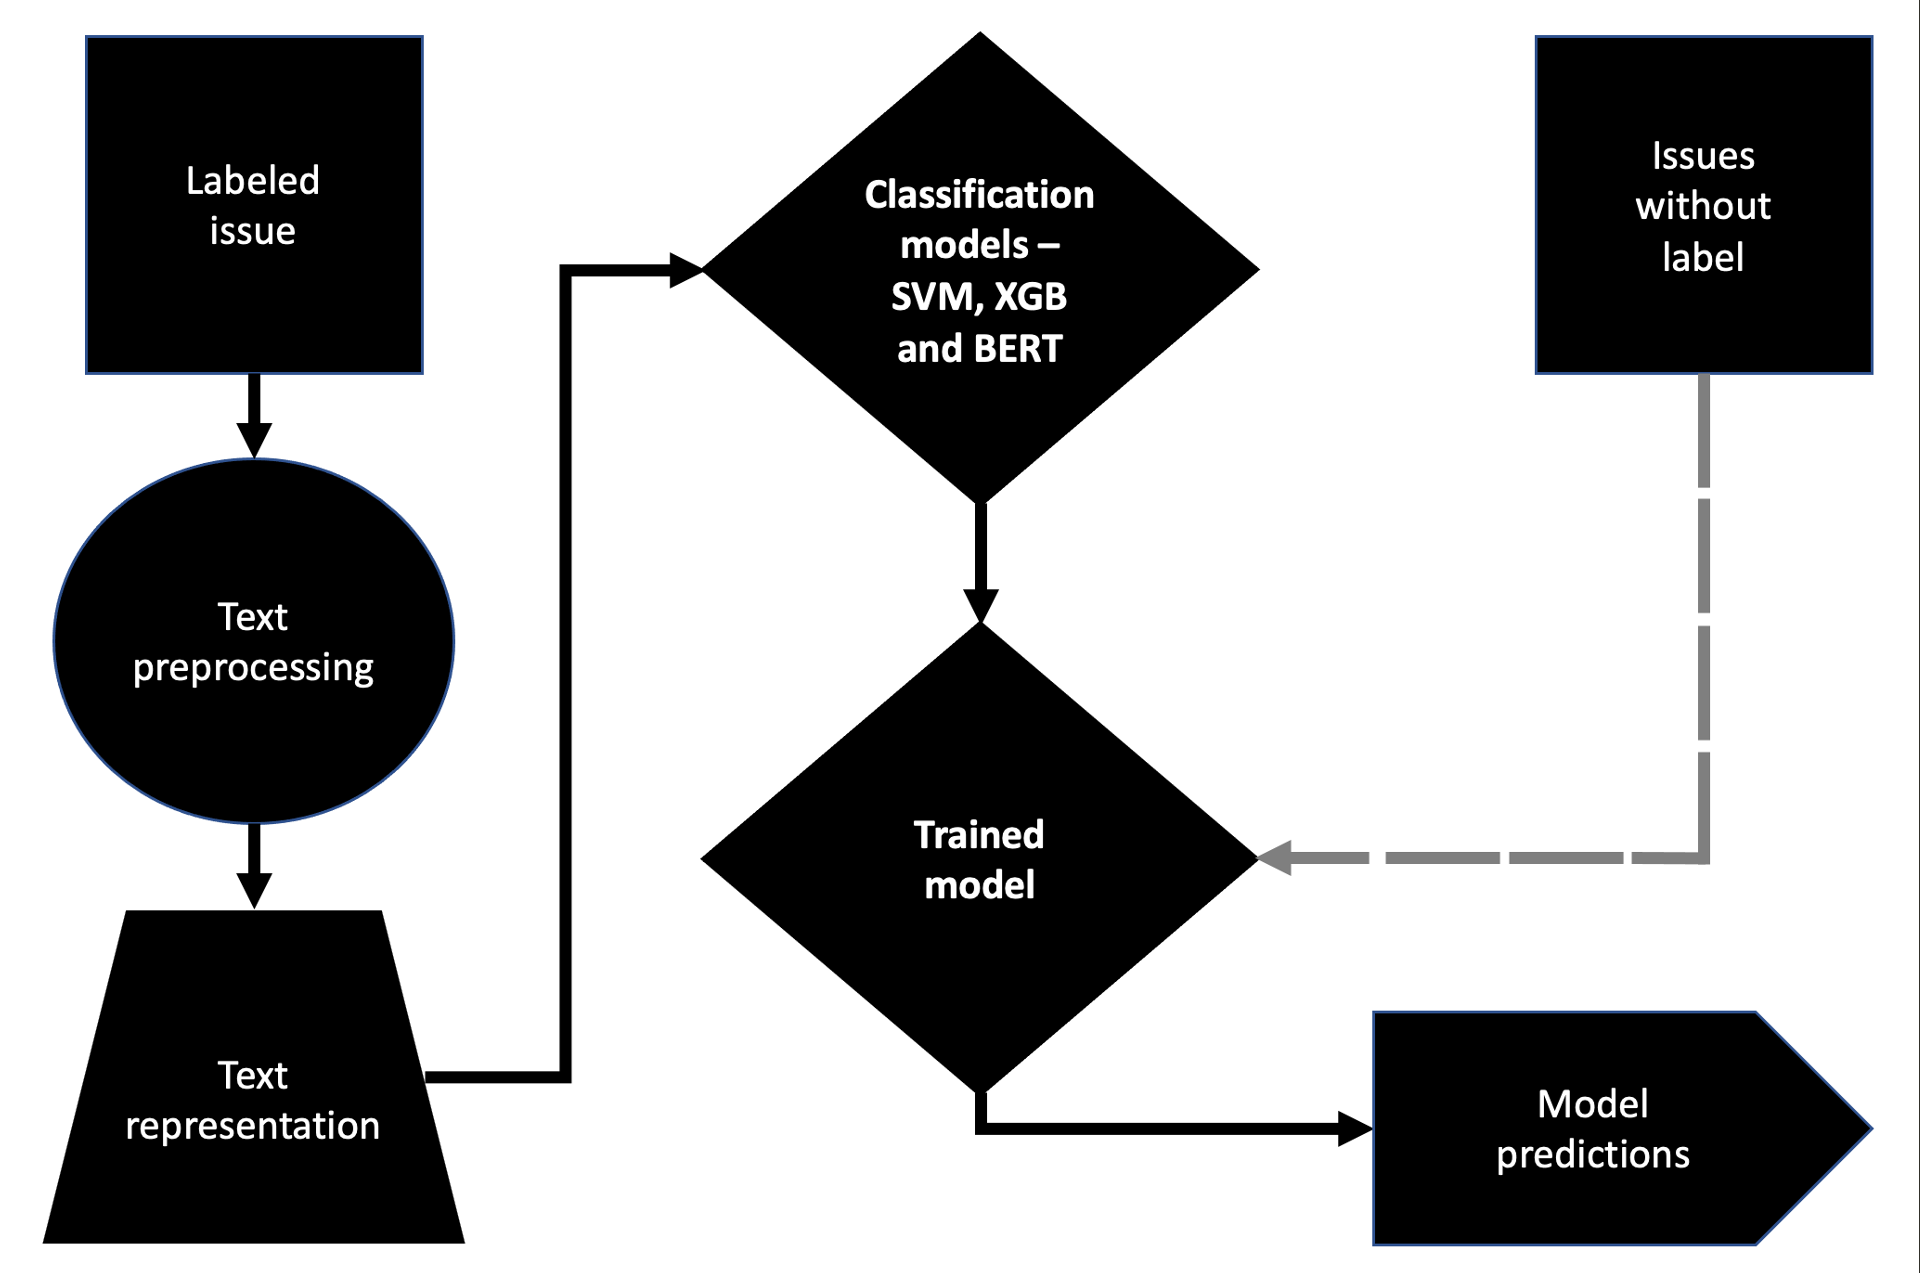 Labeled
issue
Text
preprocessing
Text
representation
Classification
models –
SVM, XGB
and BERT
Trained
model
Issues
without
label
Model
predictions